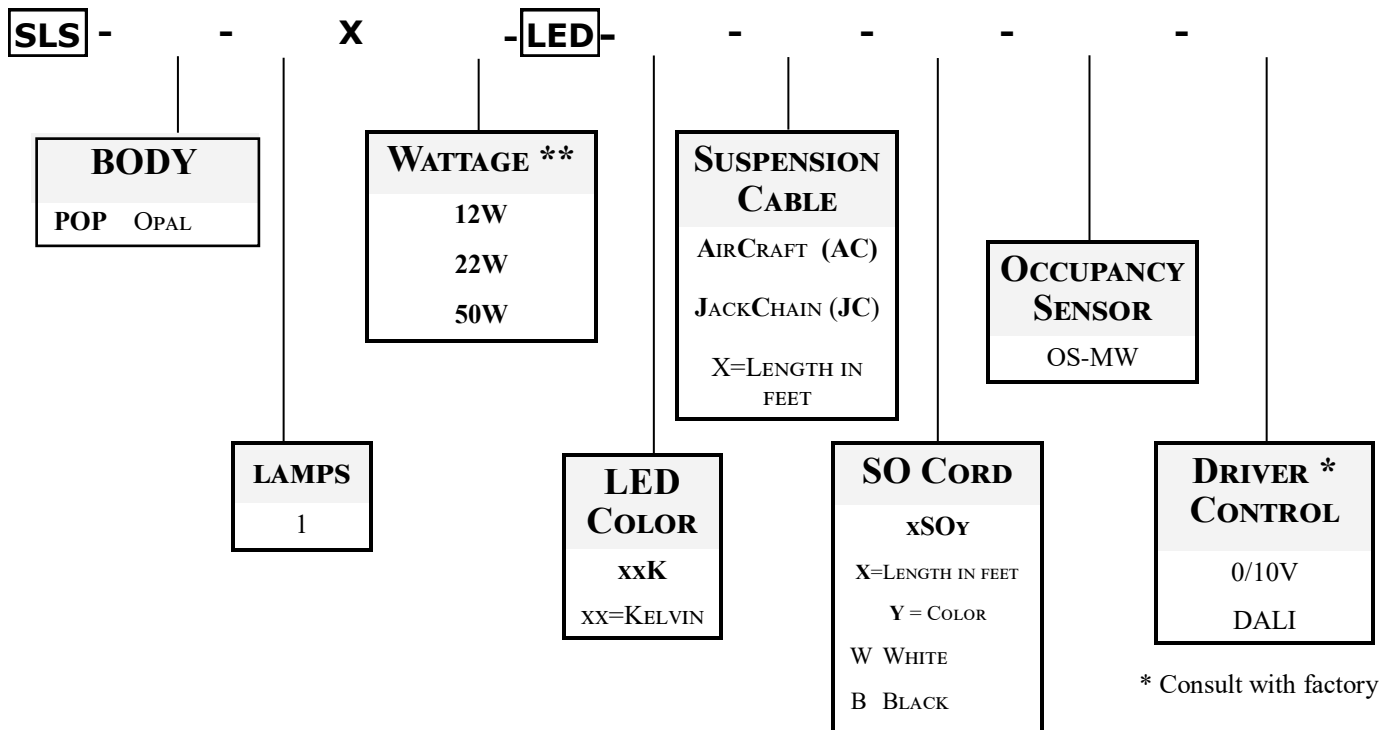 SLS - - X -LED- - - - -
BODY
POP OPAL
WATTAGE **
12W
22W
50W
SUSPENSION
CABLE
AIRCRAFT (AC)
JACKCHAIN (JC)
X=LENGTH IN
FEET
OCCUPANCY
SENSOR
OS-MW
LAMPS
1
LED
COLOR
XXK
XX=KELVIN
SO CORD
XSOY
X=LENGTH IN FEET
Y = COLOR
W WHITE
B BLACK
DRIVER *
CONTROL
0/10V
DALI
* Consult with factory